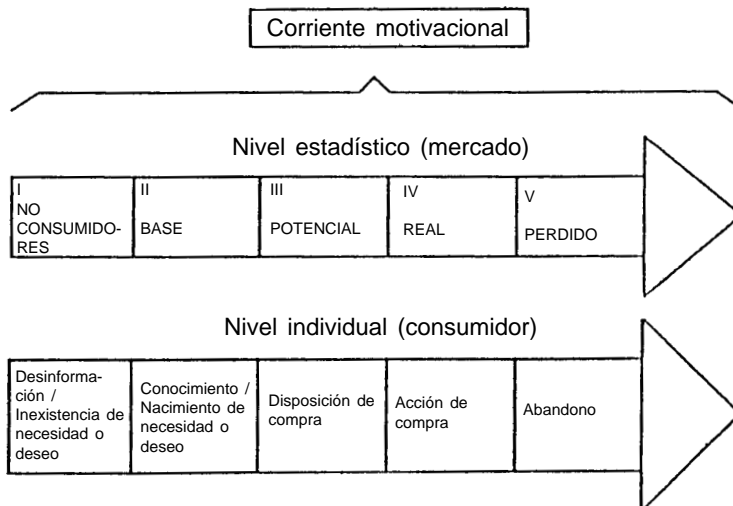 Corriente motivacional
Nivel estadístico (mercado)
I
NO
CONSUMIDO-
RES
II
BASE
III
POTENCIAL
IV
REAL
V
PERDIDO
Nivel individual (consumidor)
Desinforma-
ción /
Inexistencia de
necesidad o
deseo
Conocimiento /
Nacimiento de
necesidad o
deseo
Disposición de
compra
Acción de
compra
Abandono